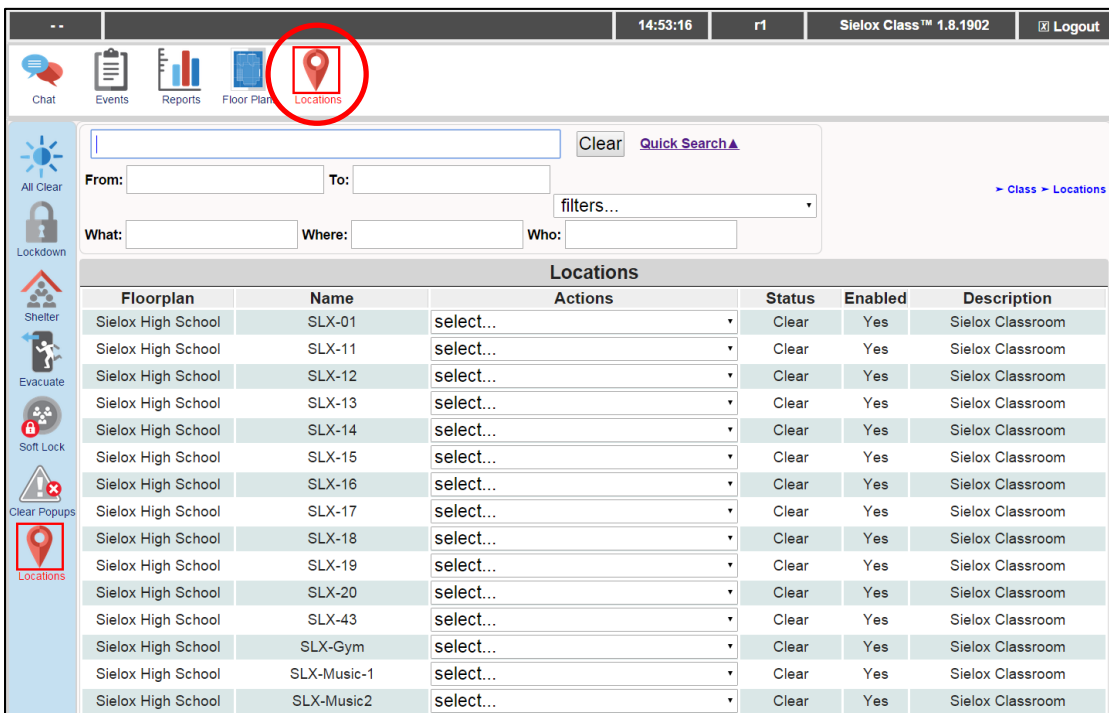 - - 14:53:16 r1 Sielox Class™ 1.8.1902 x Logout
Chat Events Reports Floor Plan Locations
Clear Quick Search▲
All Clear
From: To:
➢ Class ➢ Locations
filters...
What: Where: Who:
Lockdown
Locations
Floorplan Name Actions Status Enabled Description
Shelter
Sielox High School SLX-01 select... Clear Yes Sielox Classroom
Sielox High School SLX-11 select... Clear Yes Sielox Classroom
Sielox High School SLX-12 select... Clear Yes Sielox Classroom
Evacuate
Sielox High School SLX-13 select... Clear Yes Sielox Classroom
Sielox High School SLX-14 select... Clear Yes Sielox Classroom
Soft Lock
Sielox High School SLX-15 select... Clear Yes Sielox Classroom
Sielox High School SLX-16 select... Clear Yes Sielox Classroom
Clear Popups
Sielox High School SLX-17 select... Clear Yes Sielox Classroom
Sielox High School SLX-18 select... Clear Yes Sielox Classroom
Sielox High School SLX-19 select... Clear Yes Sielox Classroom
Locations
Sielox High School SLX-20 select... Clear Yes Sielox Classroom
Sielox High School SLX-43 select... Clear Yes Sielox Classroom
Sielox High School SLX-Gym select... Clear Yes Sielox Classroom
Sielox High School SLX-Music-1 select... Clear Yes Sielox Classroom
Sielox High School SLX-Music2 select... Clear Yes Sielox Classroom